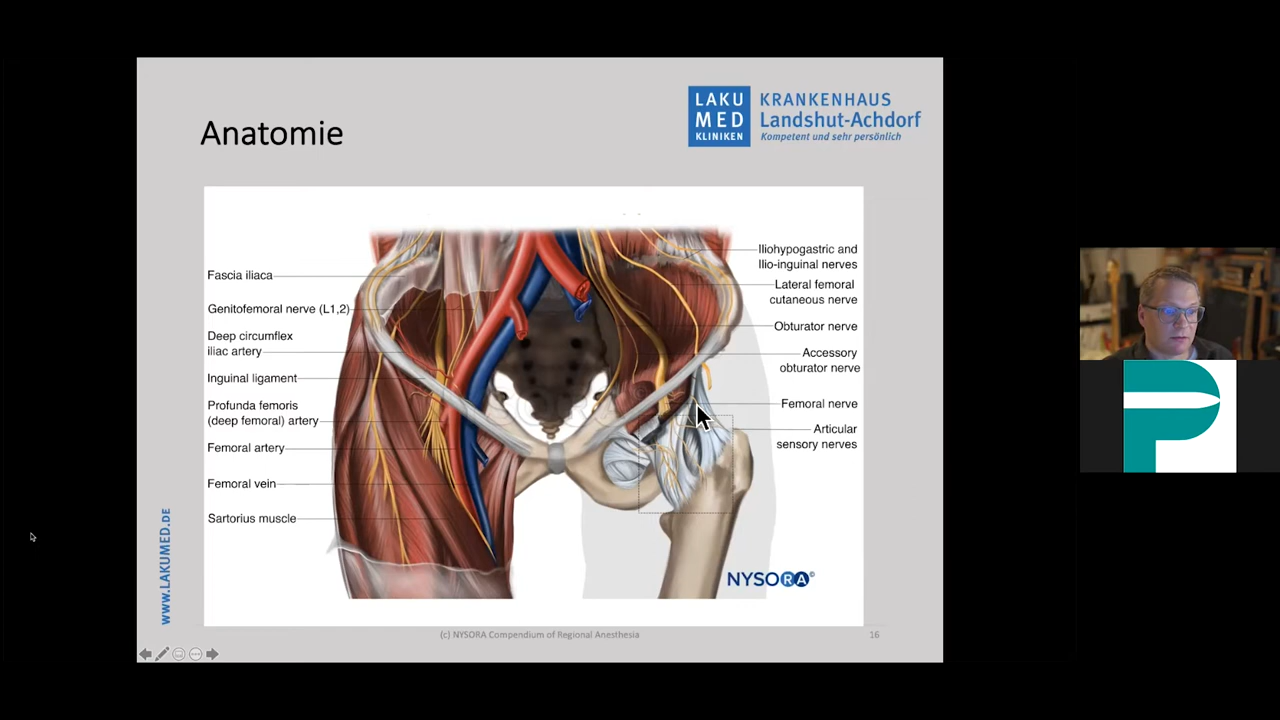 Anatomie
LAKU
MED
KLINIKEN
KRANKENHAUS
Landshut-Achdorf
Kompetent und sehr persönlich
Fascia iliaca
Genitofemoral nerve (L1,2)
Deep circumflex
iliac artery
Inguinal ligament
Profunda femoris
(deep femoral) artery
Femoral artery
Femoral vein
Sartorius muscle
Iliohypogastric and
Ilio-inguinal nerves
Lateral femoral
cutaneous nerve
Obturator nerve
Accessory
obturator nerve
Femoral nerve
Articular
sensory nerves
NYSORA©
WWW.LAKUMED.DE
(c) NYSORA Compendium of Regional Anesthesia
16
P